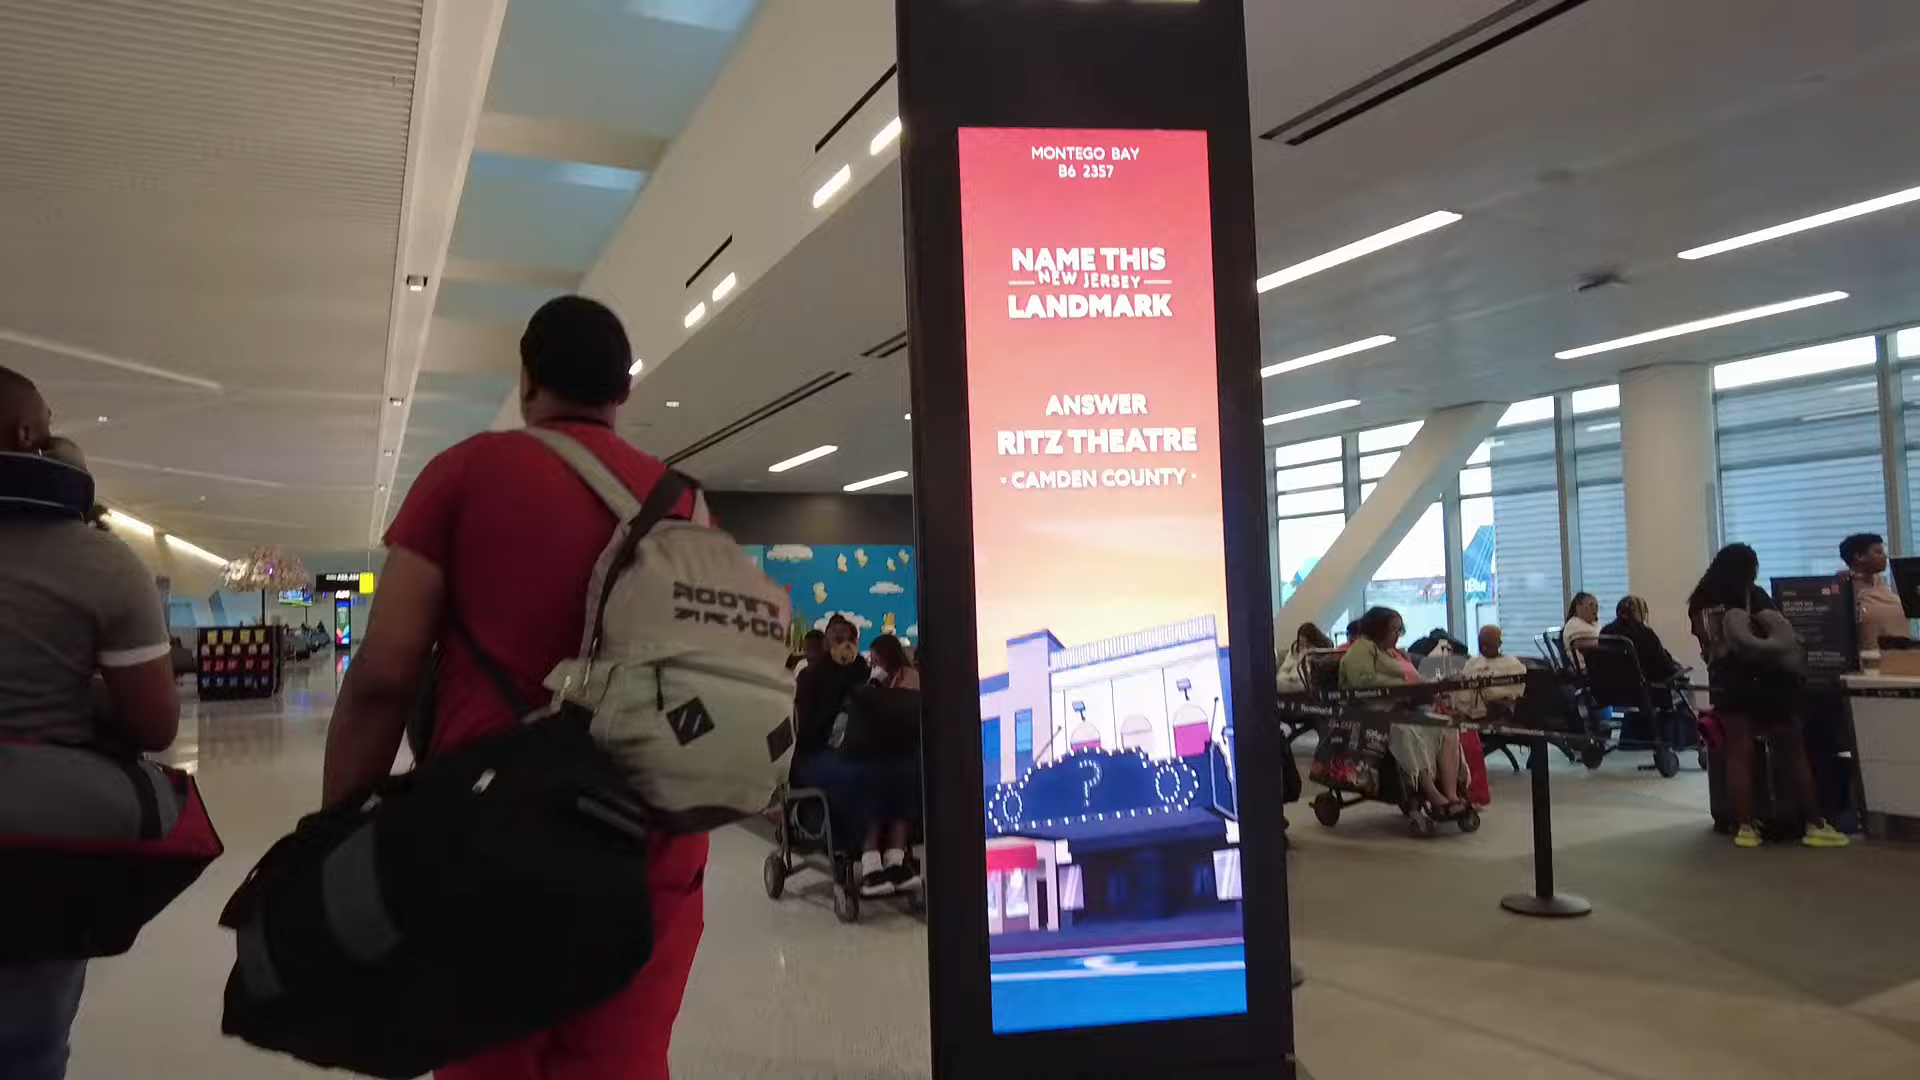 MONTEGO BAY
B6 2357
NAME THIS
NEW JERSEY
LANDMARK
ANSWER
RITZ THEATRE
· CAMDEN COUNTY ·
?